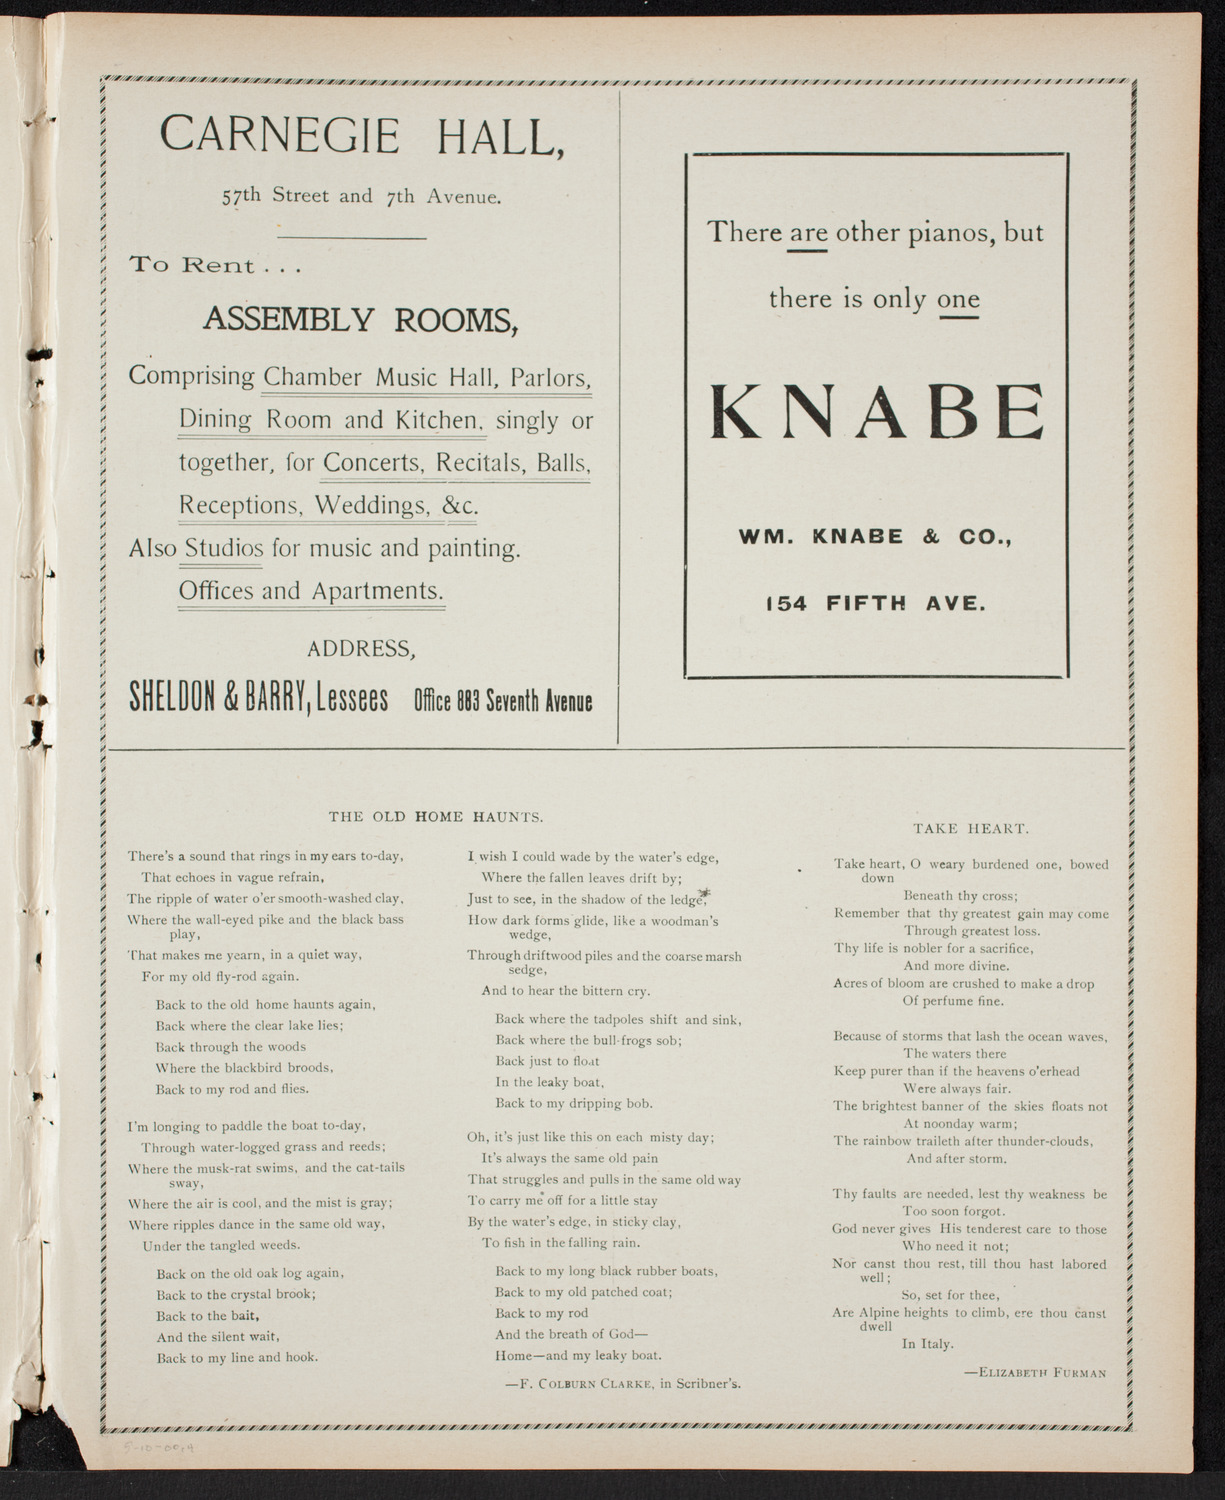 CARNEGIE HALL,
57th Street and 7th Avenue.
To Rent . . .
ASSEMBLY ROOMS,
Comprising Chamber Music Hall, Parlors,
Dining Room and Kitchen, singly or
together, for Concerts, Recitals, Balls,
Receptions, Weddings, &c.
Also Studios for music and painting.
Offices and Apartments.
ADDRESS,
SHELDON & BARRY, Lessees Office 883 Seventh Avenue
There are other pianos, but
there is only one
KNABE
WM. KNABE & CO.,
154 FIFTH AVE.
THE OLD HOME HAUNTS.
There's a sound that rings in my ears to-day,
That echoes in vague refrain,
The ripple of water o'er smooth-washed clay,
Where the wall-eyed pike and the black bass
play,
That makes me yearn, in a quiet way,
For my old fly-rod again.
Back to the old home haunts again,
Back where the clear lake lies;
Back through the woods
Where the blackbird broods,
Back to my rod and flies.
I'm longing to paddle the boat to-day,
Through water-logged grass and reeds;
Where the musk-rat swims, and the cat-tails
sway,
Where the air is cool, and the mist is gray;
Where ripples dance in the same old way,
Under the tangled weeds.
Back on the old oak log again,
Back to the crystal brook;
Back to the bait,
And the silent wait,
Back to my line and hook.
I wish I could wade by the water's edge,
Where the fallen leaves drift by;
Just to see, in the shadow of the ledge,
How dark forms glide, like a woodman's
wedge,
Through driftwood piles and the coarse marsh
sedge,
And to hear the bittern cry.
Back where the tadpoles shift and sink,
Back where the bull-frogs sob;
Back just to float
In the leaky boat,
Back to my dripping bob.
Oh, it's just like this on each misty day;
It's always the same old pain
That struggles and pulls in the same old way
To carry me off for a little stay
By the water's edge, in sticky clay,
To fish in the falling rain.
Back to my long black rubber boats,
Back to my old patched coat;
Back to my rod
And the breath of God—
Home—and my leaky boat.
—F. COLBURN CLARKE, in Scribner's.
TAKE HEART.
Take heart, O weary burdened one, bowed
down
Beneath thy cross;
Remember that thy greatest gain may come
Through greatest loss.
Thy life is nobler for a sacrifice,
And more divine.
Acres of bloom are crushed to make a drop
Of perfume fine.
Because of storms that lash the ocean waves,
The waters there
Keep purer than if the heavens o'erhead
Were always fair.
The brightest banner of the skies floats not
At noonday warm;
The rainbow traileth after thunder-clouds,
And after storm.
Thy faults are needed, lest thy weakness be
Too soon forgot.
God never gives His tenderest care to those
Who need it not;
Nor canst thou rest, till thou hast labored
well;
So, set for thee,
Are Alpine heights to climb, ere thou canst
dwell
In Italy.
—ELIZABETH FURMAN